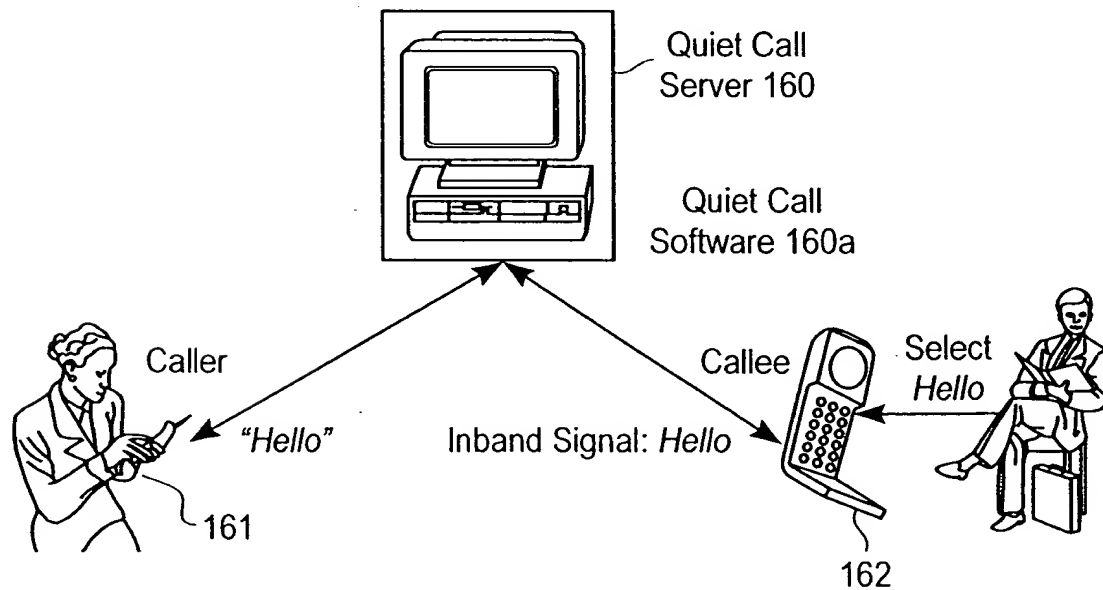 Quiet Call
Server 160
Quiet Call
Software 160a
Caller
Callee
Select
Hello
"Hello"
Inband Signal: Hello
161
162